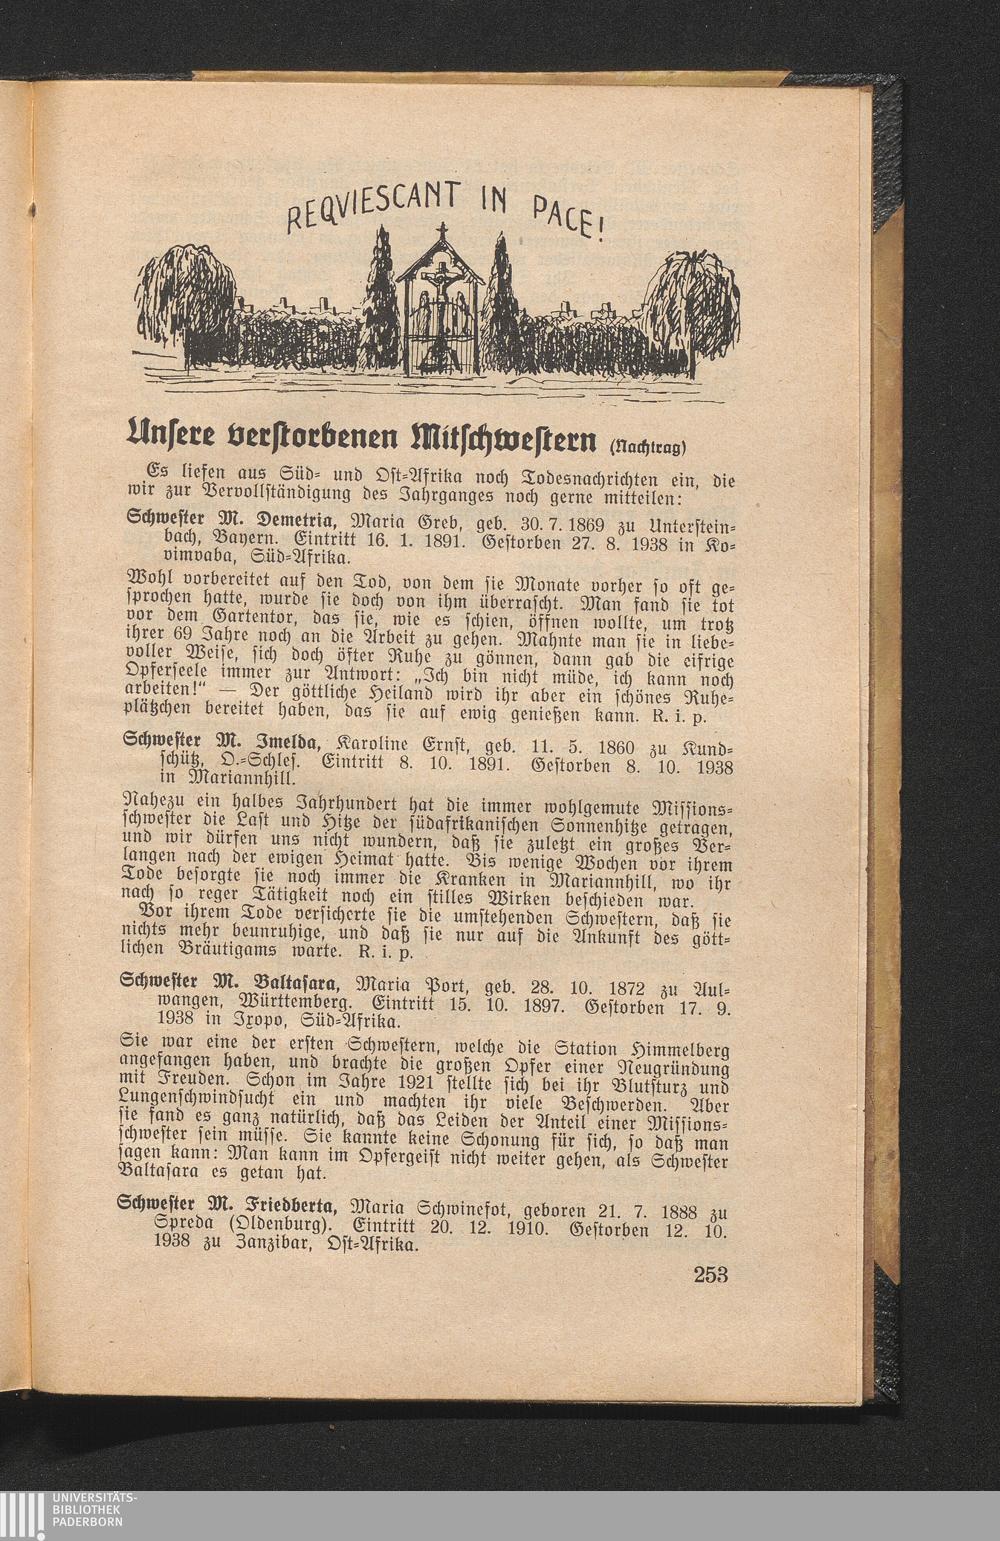 REQVIESCANT IN PACE!
Unsere verstorbenen Mitschwestern (Nachtrag)
Es liefen aus Süd- und Ost-Afrika noch Todesnachrichten ein, die
wir zur Vervollständigung des Jahrganges noch gerne mitteilen:
Schwester M. Demetria, Maria Greb, geb. 30. 7. 1869 zu Unterstein-
bach, Bayern. Eintritt 16. 1. 1891. Gestorben 27. 8. 1938 in Ko-
vimvaba, Süd-Afrika.
Wohl vorbereitet auf den Tod, von dem sie Monate vorher so oft ge-
sprochen hatte, wurde sie doch von ihm überrascht. Man fand sie tot
vor dem Gartentor, das sie, wie es schien, öffnen wollte, um trotz
ihrer 69 Jahre noch an die Arbeit zu gehen. Mahnte man sie in liebe-
voller Weise, sich doch öfter Ruhe zu gönnen, dann gab die eifrige
Opferseele immer zur Antwort: „Ich bin nicht müde, ich kann noch
arbeiten!“ — Der göttliche Heiland wird ihr aber ein schönes Ruhe-
plätzchen bereitet haben, das sie auf ewig genießen kann. R. i. p.
Schwester M. Imelda, Karoline Ernst, geb. 11. 5. 1860 zu Kund-
schütz, O.-Schles. Eintritt 8. 10. 1891. Gestorben 8. 10. 1938
in Mariannhill.
Nahezu ein halbes Jahrhundert hat die immer wohlgemute Missions-
schwester die Last und Hitze der südafrikanischen Sonnenhitze getragen,
und wir dürfen uns nicht wundern, daß sie zuletzt ein großes Ver-
langen nach der ewigen Heimat hatte. Bis wenige Wochen vor ihrem
Tode besorgte sie noch immer die Kranken in Mariannhill, wo ihr
nach so reger Tätigkeit noch ein stilles Wirken beschieden war.
Vor ihrem Tode versicherte sie die umstehenden Schwestern, daß sie
nichts mehr beunruhige, und daß sie nur auf die Ankunft des gött-
lichen Bräutigams warte. R. i. p.
Schwester M. Baltasara, Maria Port, geb. 28. 10. 1872 zu Aul-
wangen, Württemberg. Eintritt 15. 10. 1897. Gestorben 17. 9.
1938 in Ixopo, Süd-Afrika.
Sie war eine der ersten Schwestern, welche die Station Himmelberg
angefangen haben, und brachte die großen Opfer einer Neugründung
mit Freuden. Schon im Jahre 1921 stellte sich bei ihr Blutsturz und
Lungenschwindsucht ein und machten ihr viele Beschwerden. Aber
sie fand es ganz natürlich, daß das Leiden der Anteil einer Missions-
schwester sein müsse. Sie kannte keine Schonung für sich, so daß man
sagen kann: Man kann im Opfergeist nicht weiter gehen, als Schwester
Baltasara es getan hat.
Schwester M. Friedberta, Maria Schwinefot, geboren 21. 7. 1888 zu
Spreda (Oldenburg). Eintritt 20. 12. 1910. Gestorben 12. 10.
1938 zu Zanzibar, Ost-Afrika.
253
UNIVERSITÄTS-
BIBLIOTHEK
PADERBORN